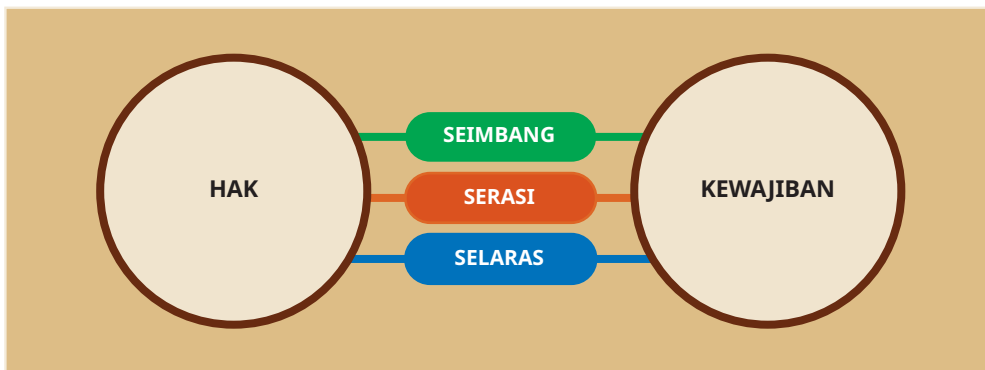 HAK
SEIMBANG
SERASI
SELARAS
KEWAJIBAN